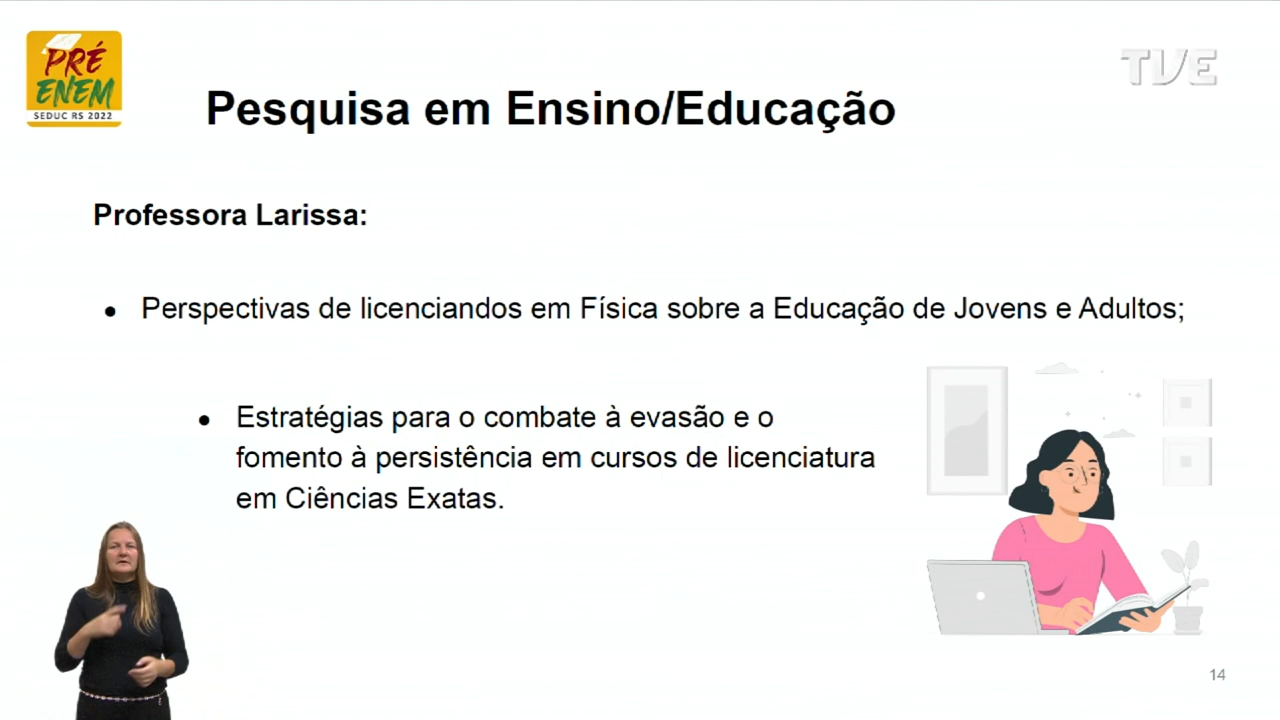 PRÉ
ENEM
SEDUC RS 2022
TVE
Pesquisa em Ensino/Educação
Professora Larissa:
● Perspectivas de licenciandos em Física sobre a Educação de Jovens e Adultos;
● Estratégias para o combate à evasão e o
fomento à persistência em cursos de licenciatura
em Ciências Exatas.
14